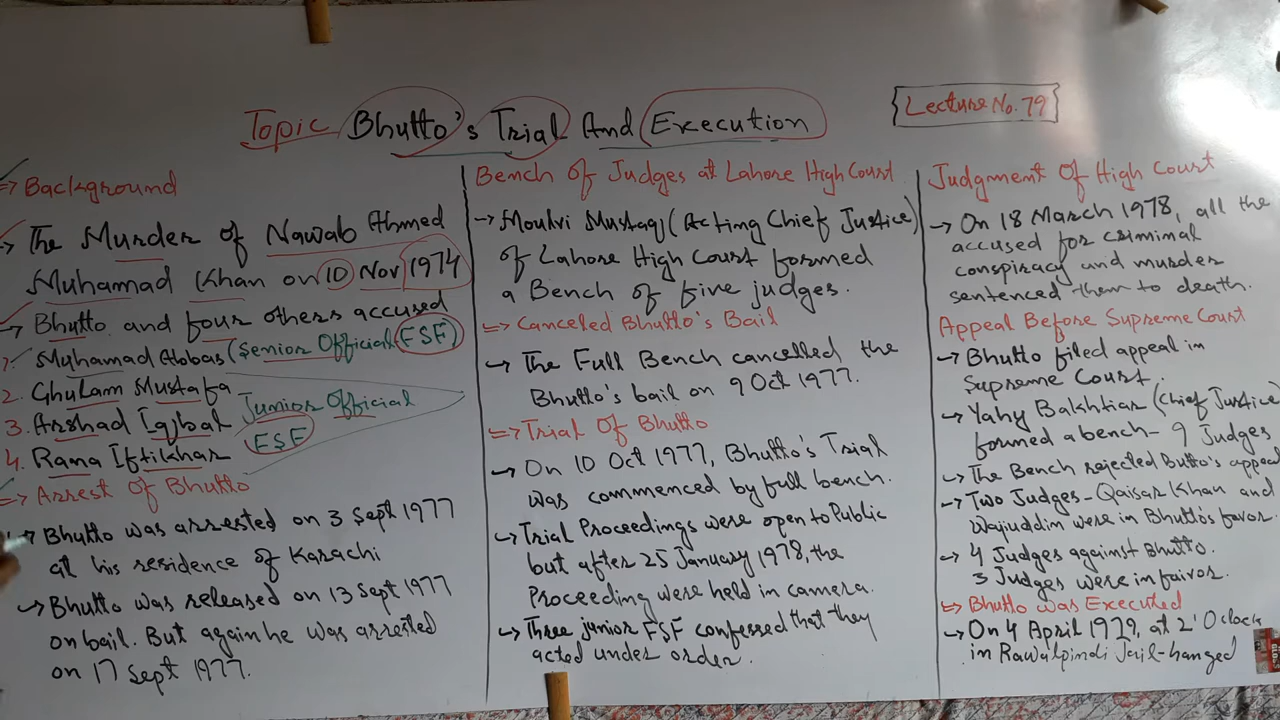 Topic Bhutto's Trial And Execution
Lecture No. 79
=> Background
→ The Murder of Nawab Ahmed
Muhamad Khan on 10 Nov 1974
→ Bhutto and four others accused
1. Muhamad Abbas (Senior Official FSF)
2. Ghulam Mustafa
3. Arshad Iqbal
4. Rana Iftikhar
Junior Official
FSF
=> Arrest of Bhutto
→ Bhutto was arrested on 3 Sept 1977
at his residence of Karachi
→ Bhutto was released on 13 Sept 1977
on bail. But again he was arrested
on 17 Sept 1977.
Bench Of Judges at Lahore High Court
→ Moulvi Mustaq (Acting Chief Justice)
of Lahore High Court formed
a Bench of five judges.
=> Canceled Bhutto's Bail
→ The Full Bench cancelled the
Bhutto's bail on 9 Oct 1977.
=> Trial Of Bhutto
→ On 10 Oct 1977, Bhutto's Trial
was commenced by full bench.
→ Trial Proceedings were open to Public
but after 25 January 1978, the
Proceeding were held in camera.
→ Three junior FSF confessed that they
acted under order.
Judgment Of High Court
→ On 18 March 1978, all the
accused for criminal
conspiracy and murder
sentenced them to death.
Appeal Before Supreme Court
→ Bhutto filed appeal in
Supreme Court.
→ Yahy Bakhtiar (Chief Justice
formed a bench - 9 Judges
→ The Bench rejected Butto's appeal
→ Two Judges - Qaisar Khan and
Wajuddim were in Bhutto's favor.
→ 4 Judges against Bhutto.
3 Judges were in faivor.
=> Bhutto was Executed
→ On 4 April 1979, at 2' O'clock
in Rawalpindi Jail-hanged